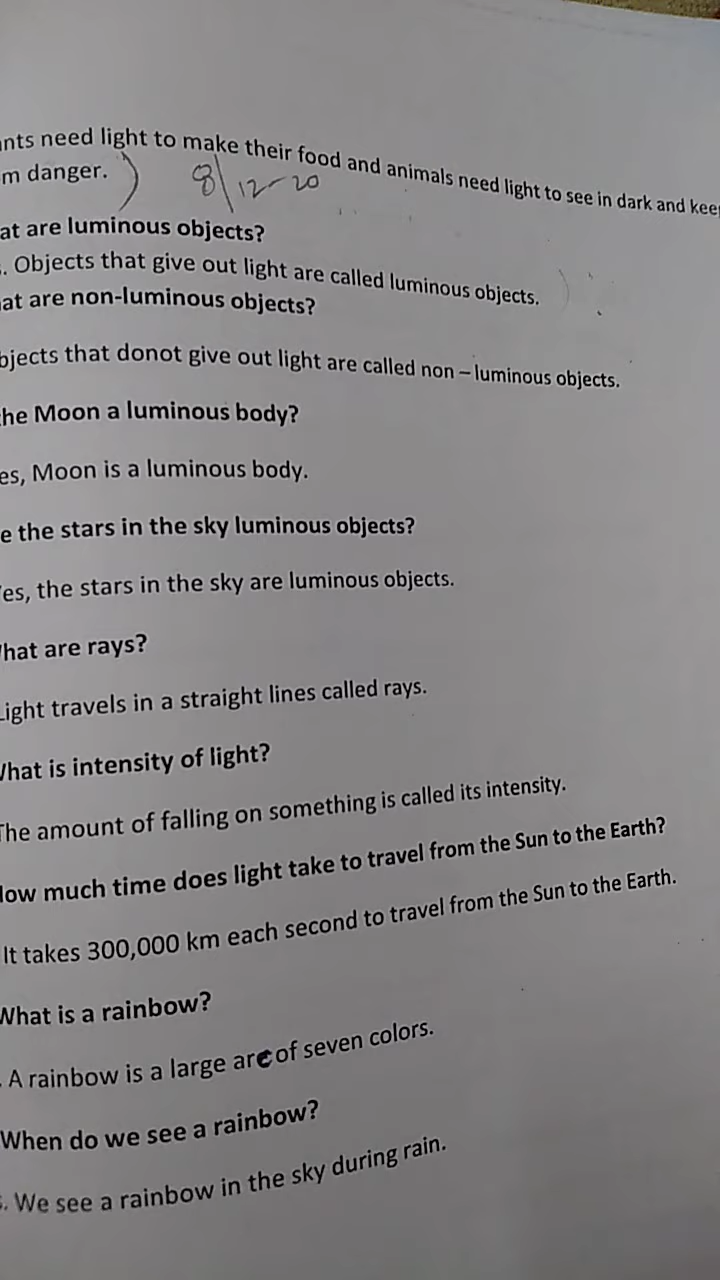 nts need light to make their food and animals need light to see in dark and keep
m danger. ) 8/12-20
at are luminous objects?
. Objects that give out light are called luminous objects.
at are non-luminous objects?
bjects that donot give out light are called non – luminous objects.
he Moon a luminous body?
es, Moon is a luminous body.
e the stars in the sky luminous objects?
es, the stars in the sky are luminous objects.
hat are rays?
Light travels in a straight lines called rays.
What is intensity of light?
The amount of falling on something is called its intensity.
How much time does light take to travel from the Sun to the Earth?
It takes 300,000 km each second to travel from the Sun to the Earth.
What is a rainbow?
. A rainbow is a large arc of seven colors.
When do we see a rainbow?
. We see a rainbow in the sky during rain.